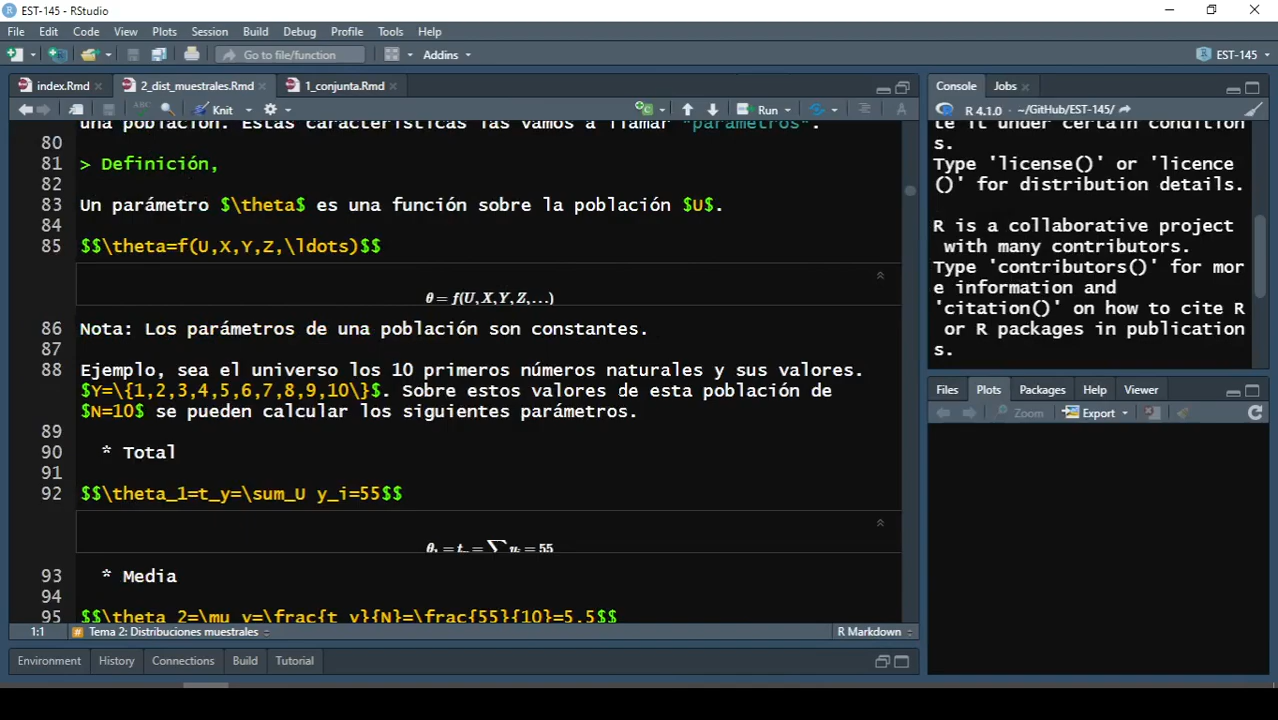 EST-145 - RStudio
File Edit Code View Plots Session Build Debug Profile Tools Help
Go to file/function Addins EST-145
index.Rmd 2_dist_muestrales.Rmd 1_conjunta.Rmd
ABC Knit Run
una población. Estas características las vamos a llamar "parámetros".
80
81 > Definición,
82
83 Un parámetro $\theta$ es una función sobre la población $U$.
84
85 $$\theta=f(U,X,Y,Z,\ldots)$$
θ = f(U, X, Y, Z, …)
86 Nota: Los parámetros de una población son constantes.
87
88 Ejemplo, sea el universo los 10 primeros números naturales y sus valores.
$Y=\{1,2,3,4,5,6,7,8,9,10\}$. Sobre estos valores de esta población de
$N=10$ se pueden calcular los siguientes parámetros.
89
90 * Total
91
92 $$\theta_1=t_y=\sum_U y_i=55$$
93 * Media
94
95 $$\theta_2=\mu_y=\frac{t_y}{N}=\frac{55}{10}=5.5$$
1:1 # Tema 2: Distribuciones muestrales R Markdown
Environment History Connections Build Tutorial
Console Jobs
R 4.1.0 · ~/GitHub/EST-145/
te it under certain condition
s.
Type 'license()' or 'licence
()' for distribution details.
R is a collaborative project
with many contributors.
Type 'contributors()' for mor
e information and
'citation()' on how to cite R
or R packages in publication
s.
Files Plots Packages Help Viewer
Zoom Export